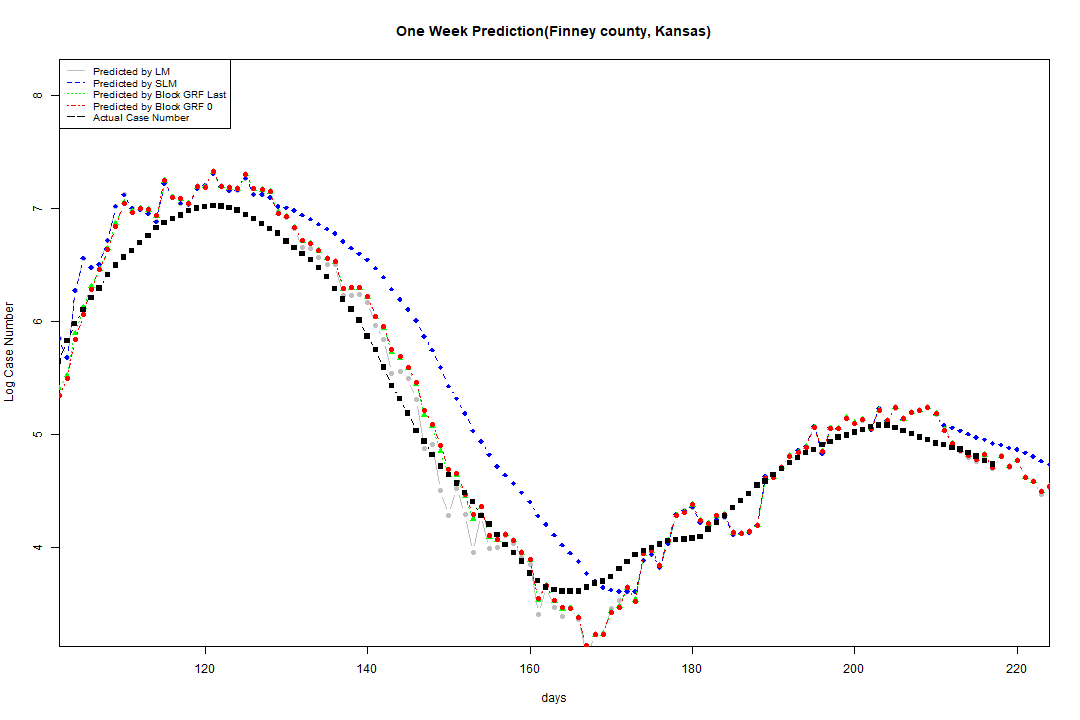 One Week Prediction(Finney county, Kansas)
Predicted by LM
Predicted by SLM
Predicted by Block GRF Last
Predicted by Block GRF 0
Actual Case Number
8
7
6
5
4
Log Case Number
120 140 160 180 200 220
days